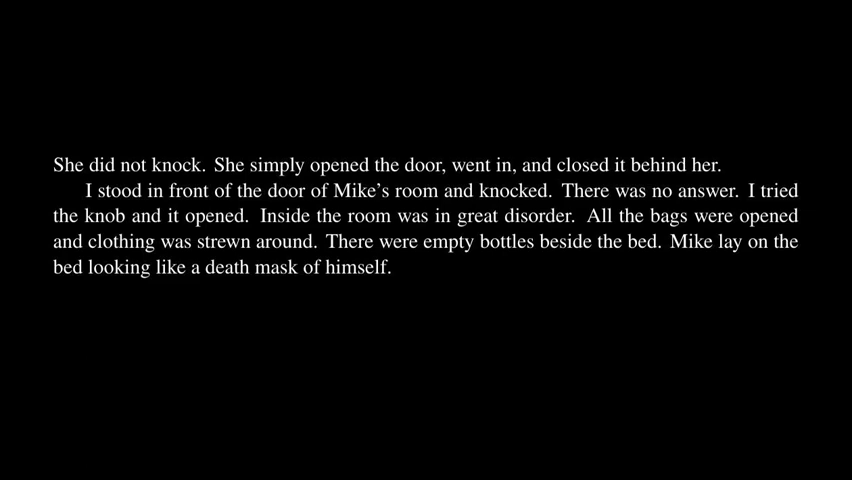 She did not knock. She simply opened the door, went in, and closed it behind her.
I stood in front of the door of Mike’s room and knocked. There was no answer. I tried
the knob and it opened. Inside the room was in great disorder. All the bags were opened
and clothing was strewn around. There were empty bottles beside the bed. Mike lay on the
bed looking like a death mask of himself.